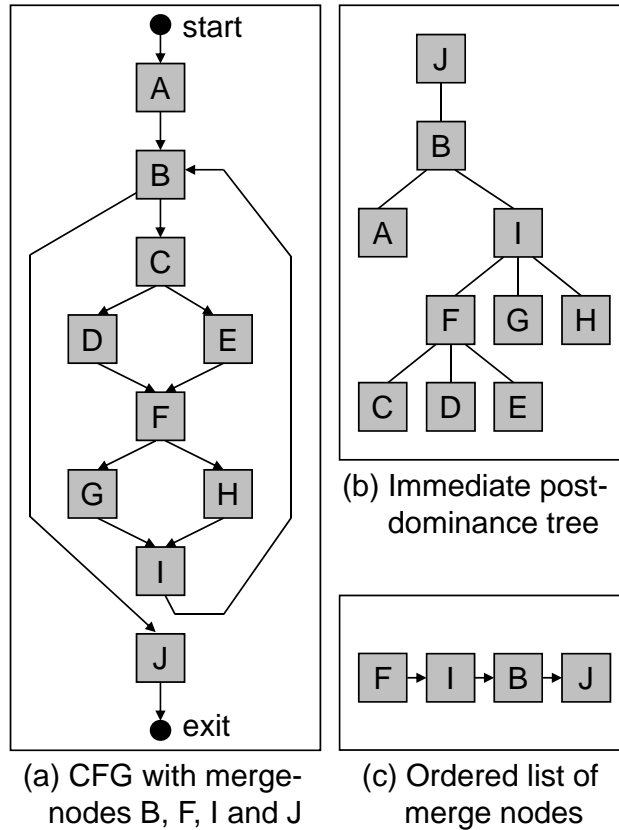 start
A
B
C
D E
F
G H
I
J
exit
(a) CFG with merge-
nodes B, F, I and J
J
B
A I
F G H
C D E
(b) Immediate post-
dominance tree
F I B J
(c) Ordered list of
merge nodes